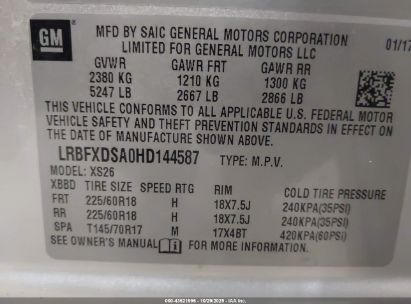 GM
MFD BY SAIC GENERAL MOTORS CORPORATION
LIMITED FOR GENERAL MOTORS LLC
01/17
GVWR GAWR FRT GAWR RR
2380 KG 1210 KG 1300 KG
5247 LB 2667 LB 2866 LB
THIS VEHICLE CONFORMS TO ALL APPLICABLE U.S. FEDERAL MOTOR
VEHICLE SAFETY AND THEFT PREVENTION STANDARDS IN EFFECT ON THE
DATE OF MANUFACTURE SHOWN ABOVE.
LRBFXDSA0HD144587 TYPE: M.P.V.
MODEL: XS26
XBBD TIRE SIZE SPEED RTG RIM COLD TIRE PRESSURE
FRT 225/60R18 H 18X7.5J 240KPA(35PSI)
RR 225/60R18 H 18X7.5J 240KPA(35PSI)
SPA T145/70R17 M 17X4BT 420KPA(60PSI)
SEE OWNER'S MANUAL FOR MORE INFORMATION.